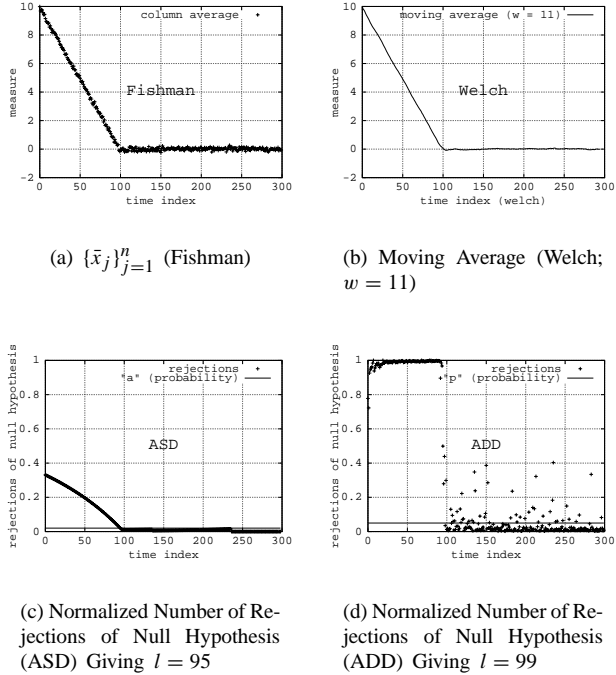 10
8
6
4
2
0
-2
measure
column average
Fishman
0 50 100 150 200 250 300
time index
(a) {x̄_j}^n_{j=1} (Fishman)
10
8
6
4
2
0
-2
measure
moving average (w = 11)
Welch
0 50 100 150 200 250 300
time index (welch)
(b) Moving Average (Welch;
w = 11)
1
0.8
0.6
0.4
0.2
0
rejections of null hypothesis
rejections
"a" (probability)
ASD
0 50 100 150 200 250 300
time index
(c) Normalized Number of Re-
jections of Null Hypothesis
(ASD) Giving l = 95
1
0.8
0.6
0.4
0.2
0
rejections of null hypothesis
rejections
"p" (probability)
ADD
0 50 100 150 200 250 300
time index
(d) Normalized Number of Re-
jections of Null Hypothesis
(ADD) Giving l = 99